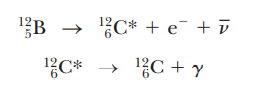 ¹²₅B → ¹²₆C* + e⁻ + ν̅
¹²₆C* → ¹²₆C + γ